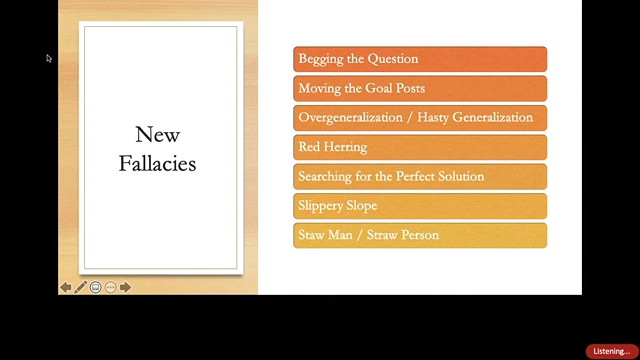 New
Fallacies
Begging the Question
Moving the Goal Posts
Overgeneralization / Hasty Generalization
Red Herring
Searching for the Perfect Solution
Slippery Slope
Staw Man / Straw Person
Listening...